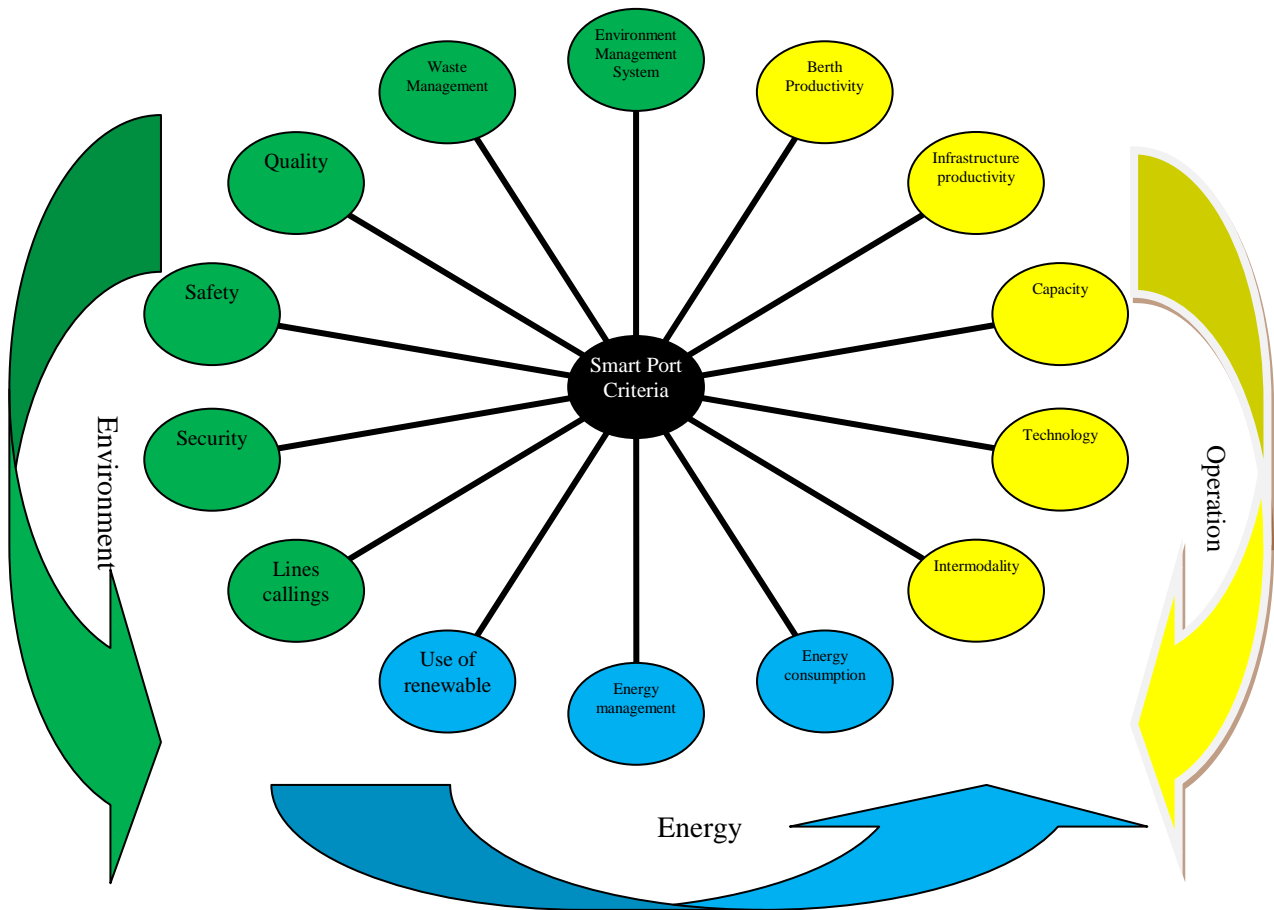 Environment
Management
System
Waste
Management
Berth
Productivity
Quality
Infrastructure
productivity
Safety
Capacity
Smart Port
Criteria
Environment
Security
Technology
Operation
Lines
callings
Intermodality
Use of
renewable
Energy
management
Energy
consumption
Energy